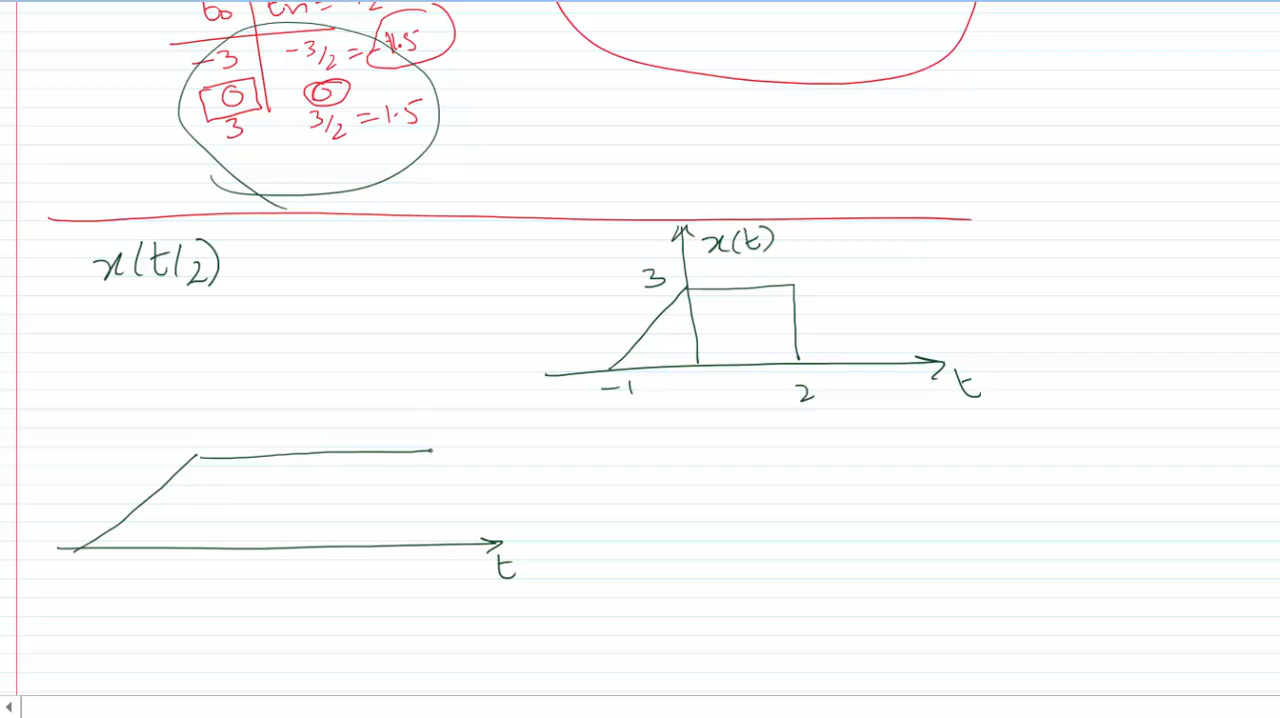 -3 -3/2 = -1.5
0 0
3 3/2 = 1.5
x(t/2)
x(t)
3
-1 2 t
t